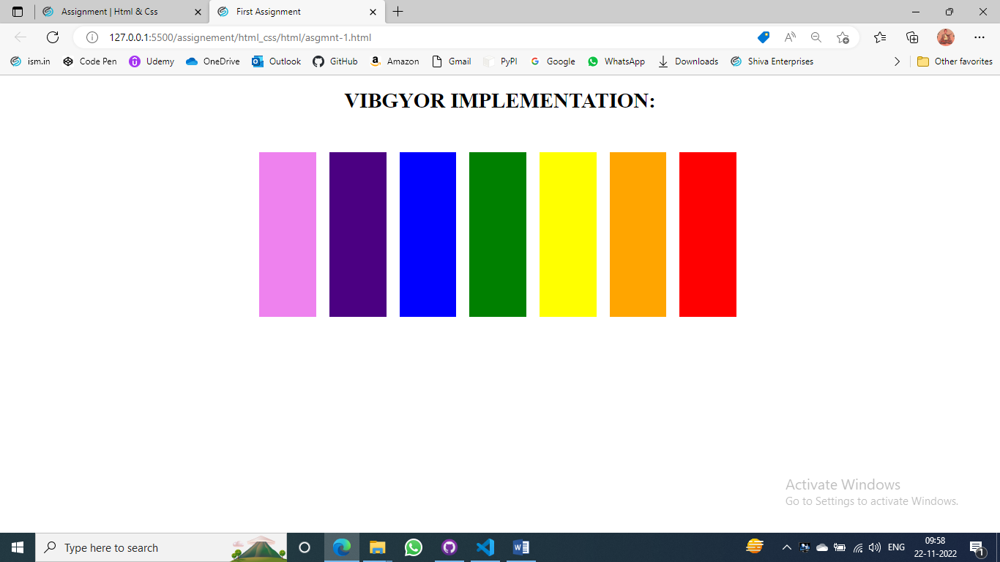 Assignment | Html & Css
First Assignment
127.0.0.1:5500/assignement/html_css/html/asgmnt-1.html
ism.in Code Pen Udemy OneDrive Outlook GitHub Amazon Gmail PyPI Google WhatsApp Downloads Shiva Enterprises Other favorites
VIBGYOR IMPLEMENTATION:
Activate Windows
Go to Settings to activate Windows.
Type here to search
ENG
09:58
22-11-2022
1